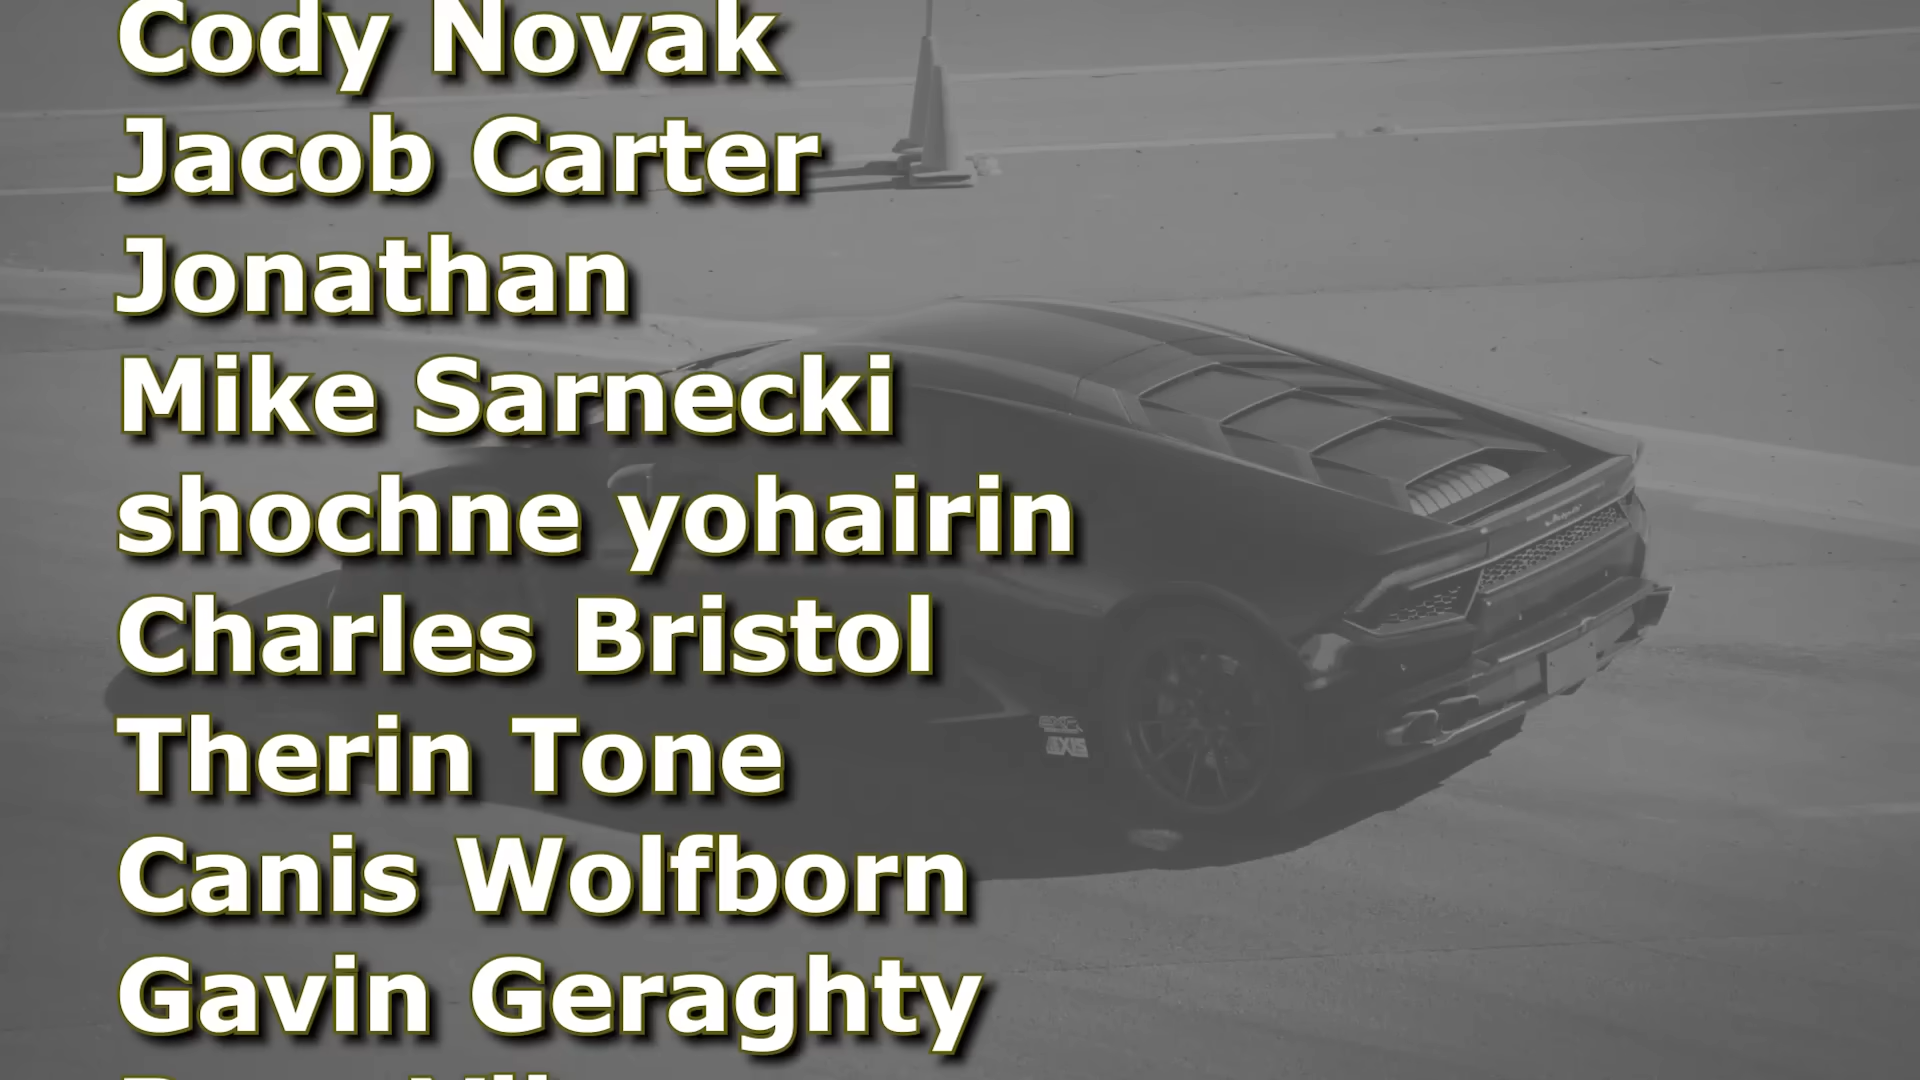 Cody Novak
Jacob Carter
Jonathan
Mike Sarnecki
shochne yohairin
Charles Bristol
Therin Tone
Canis Wolfborn
Gavin Geraghty